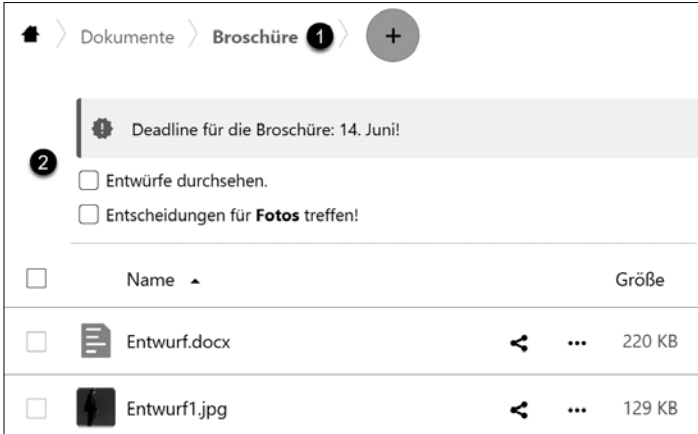 Dokumente Broschüre 1 +
Deadline für die Broschüre: 14. Juni!
2
Entwürfe durchsehen.
Entscheidungen für Fotos treffen!
Name Größe
Entwurf.docx 220 KB
Entwurf1.jpg 129 KB